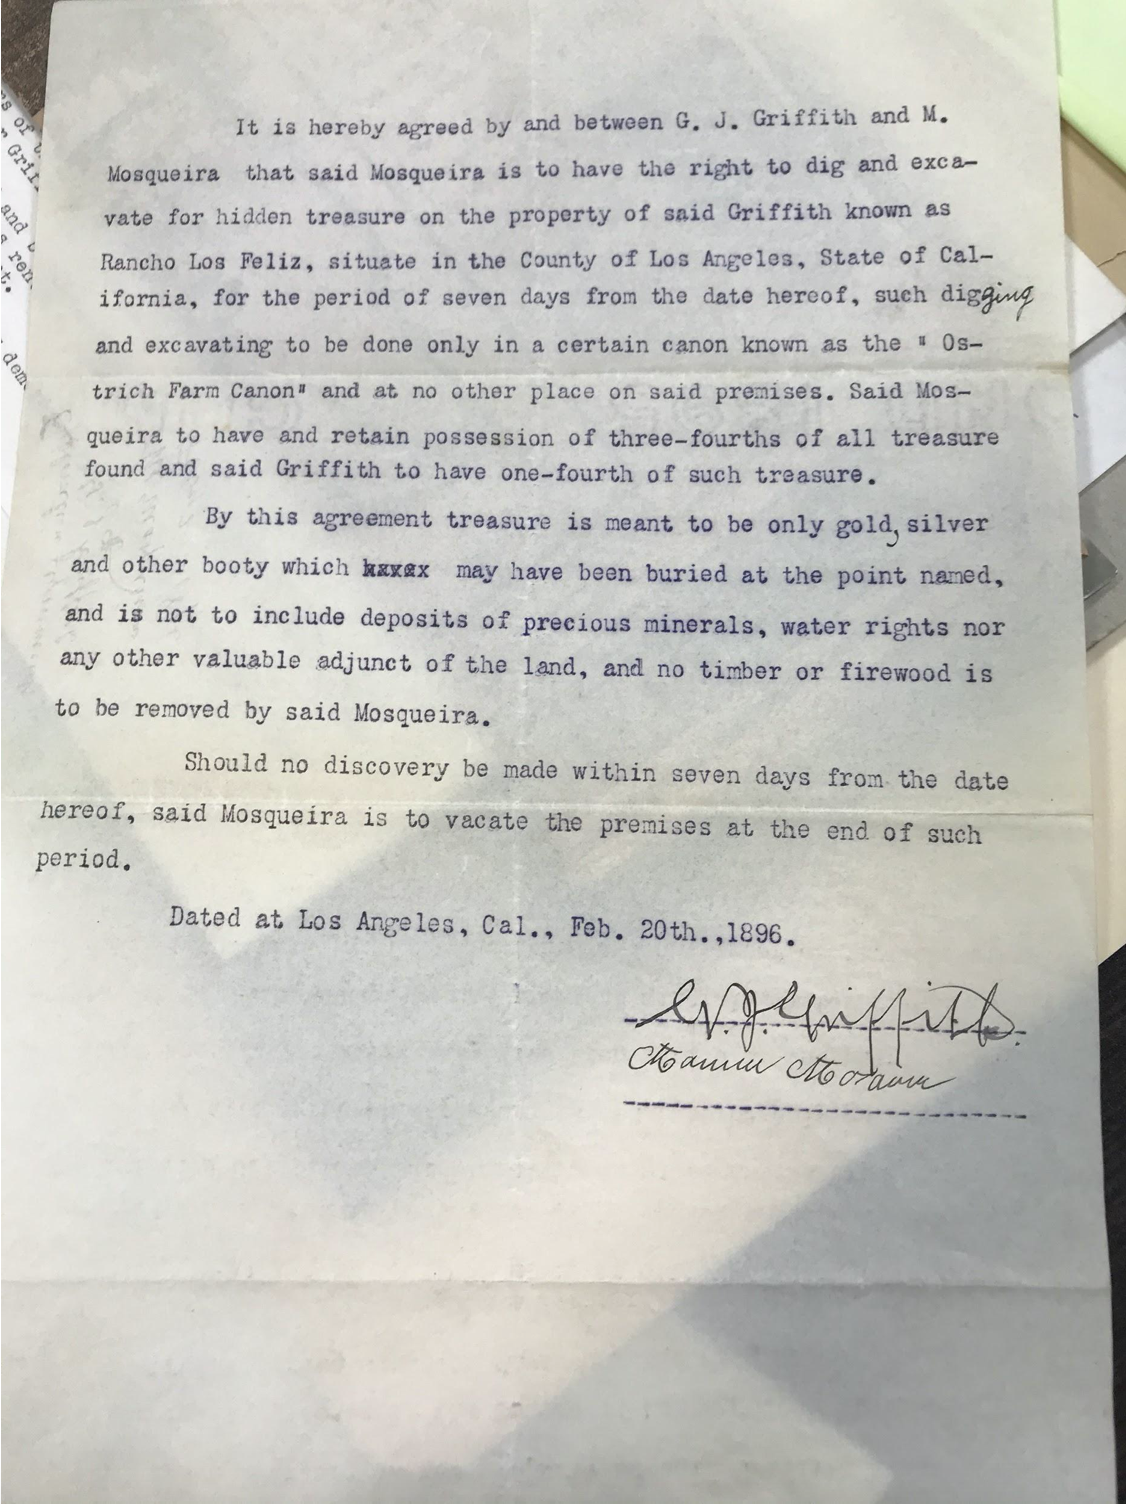 It is hereby agreed by and between G. J. Griffith and M.
Mosqueira that said Mosqueira is to have the right to dig and exca-
vate for hidden treasure on the property of said Griffith known as
Rancho Los Feliz, situate in the County of Los Angeles, State of Cal-
ifornia, for the period of seven days from the date hereof, such digging
and excavating to be done only in a certain canon known as the " Os-
trich Farm Canon" and at no other place on said premises. Said Mos-
queira to have and retain possession of three-fourths of all treasure
found and said Griffith to have one-fourth of such treasure.
By this agreement treasure is meant to be only gold, silver
and other booty which may have been buried at the point named,
and is not to include deposits of precious minerals, water rights nor
any other valuable adjunct of the land, and no timber or firewood is
to be removed by said Mosqueira.
Should no discovery be made within seven days from the date
hereof, said Mosqueira is to vacate the premises at the end of such
period.
Dated at Los Angeles, Cal., Feb. 20th.,1896.
G. J. Griffith.